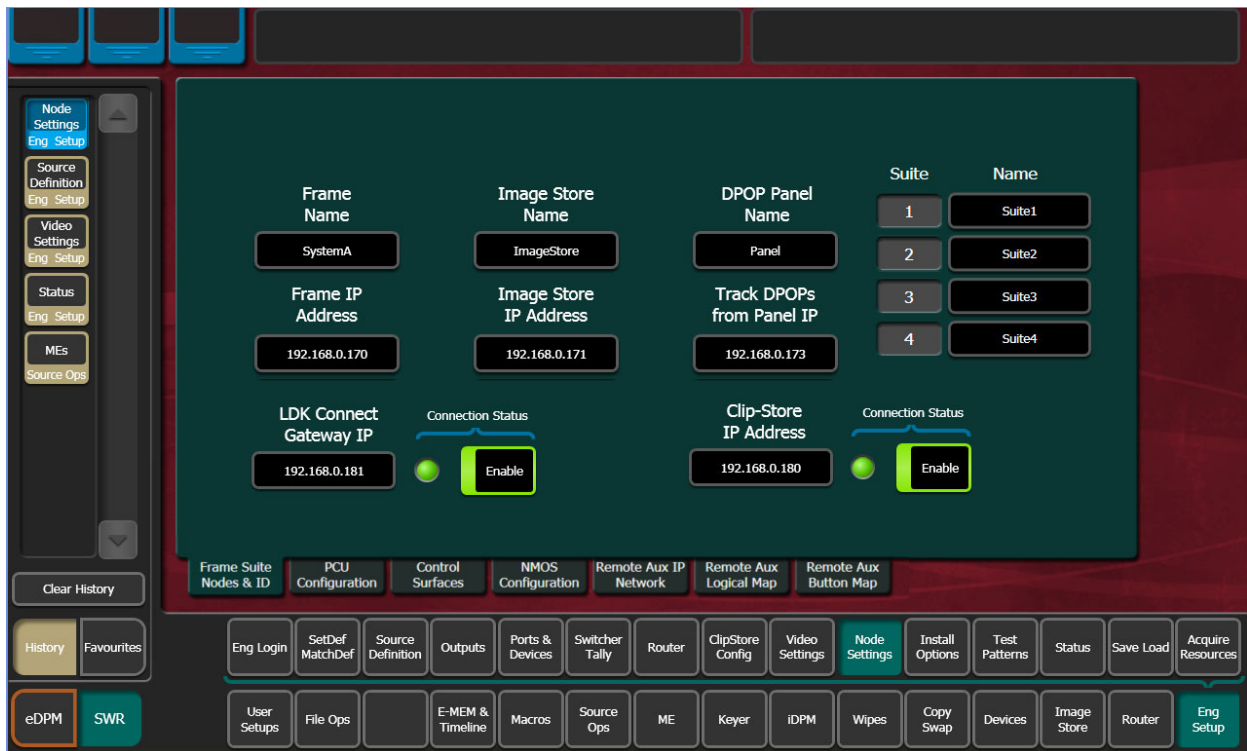 Node
Settings
Eng Setup
Source
Definition
Eng Setup
Video
Settings
Eng Setup
Status
Eng Setup
MEs
Source Ops
Clear History
History
Favourites
eDPM
SWR
Frame
Name
SystemA
Image Store
Name
ImageStore
DPOP Panel
Name
Panel
Suite
Name
1
Suite1
2
Suite2
3
Suite3
4
Suite4
Frame IP
Address
192.168.0.170
Image Store
IP Address
192.168.0.171
Track DPOPs
from Panel IP
192.168.0.173
LDK Connect
Gateway IP
192.168.0.181
Connection Status
Enable
Clip-Store
IP Address
192.168.0.180
Connection Status
Enable
Frame Suite
Nodes & ID
PCU
Configuration
Control
Surfaces
NMOS
Configuration
Remote Aux IP
Network
Remote Aux
Logical Map
Remote Aux
Button Map
Eng Login
SetDef
MatchDef
Source
Definition
Outputs
Ports &
Devices
Switcher
Tally
Router
ClipStore
Config
Video
Settings
Node
Settings
Install
Options
Test
Patterns
Status
Save Load
Acquire
Resources
User
Setups
File Ops
E-MEM &
Timeline
Macros
Source
Ops
ME
Keyer
iDPM
Wipes
Copy
Swap
Devices
Image
Store
Router
Eng
Setup